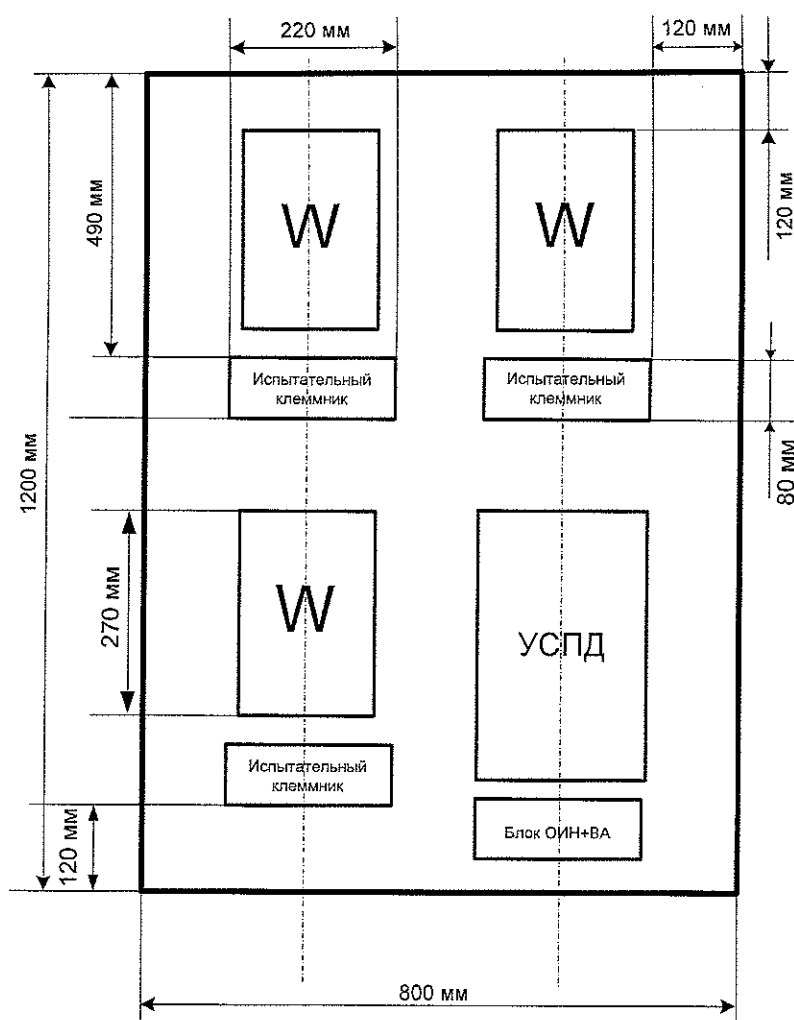 220 мм
120 мм
490 мм
W
W
120 мм
Испытательный
клеммник
Испытательный
клеммник
80 мм
1200 мм
270 мм
W
УСПД
Испытательный
клеммник
120 мм
Блок ОИН+ВА
800 мм